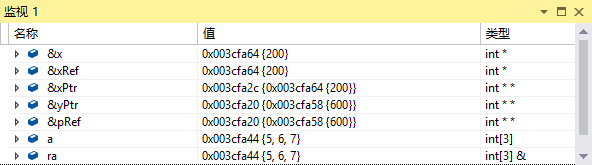 监视 1
名称 值 类型
&x 0x003cfa64 {200} int *
&xRef 0x003cfa64 {200} int *
&xPtr 0x003cfa2c {0x003cfa64 {200}} int * *
&yPtr 0x003cfa20 {0x003cfa58 {600}} int * *
&pRef 0x003cfa20 {0x003cfa58 {600}} int * *
a 0x003cfa44 {5, 6, 7} int[3]
ra 0x003cfa44 {5, 6, 7} int[3] &